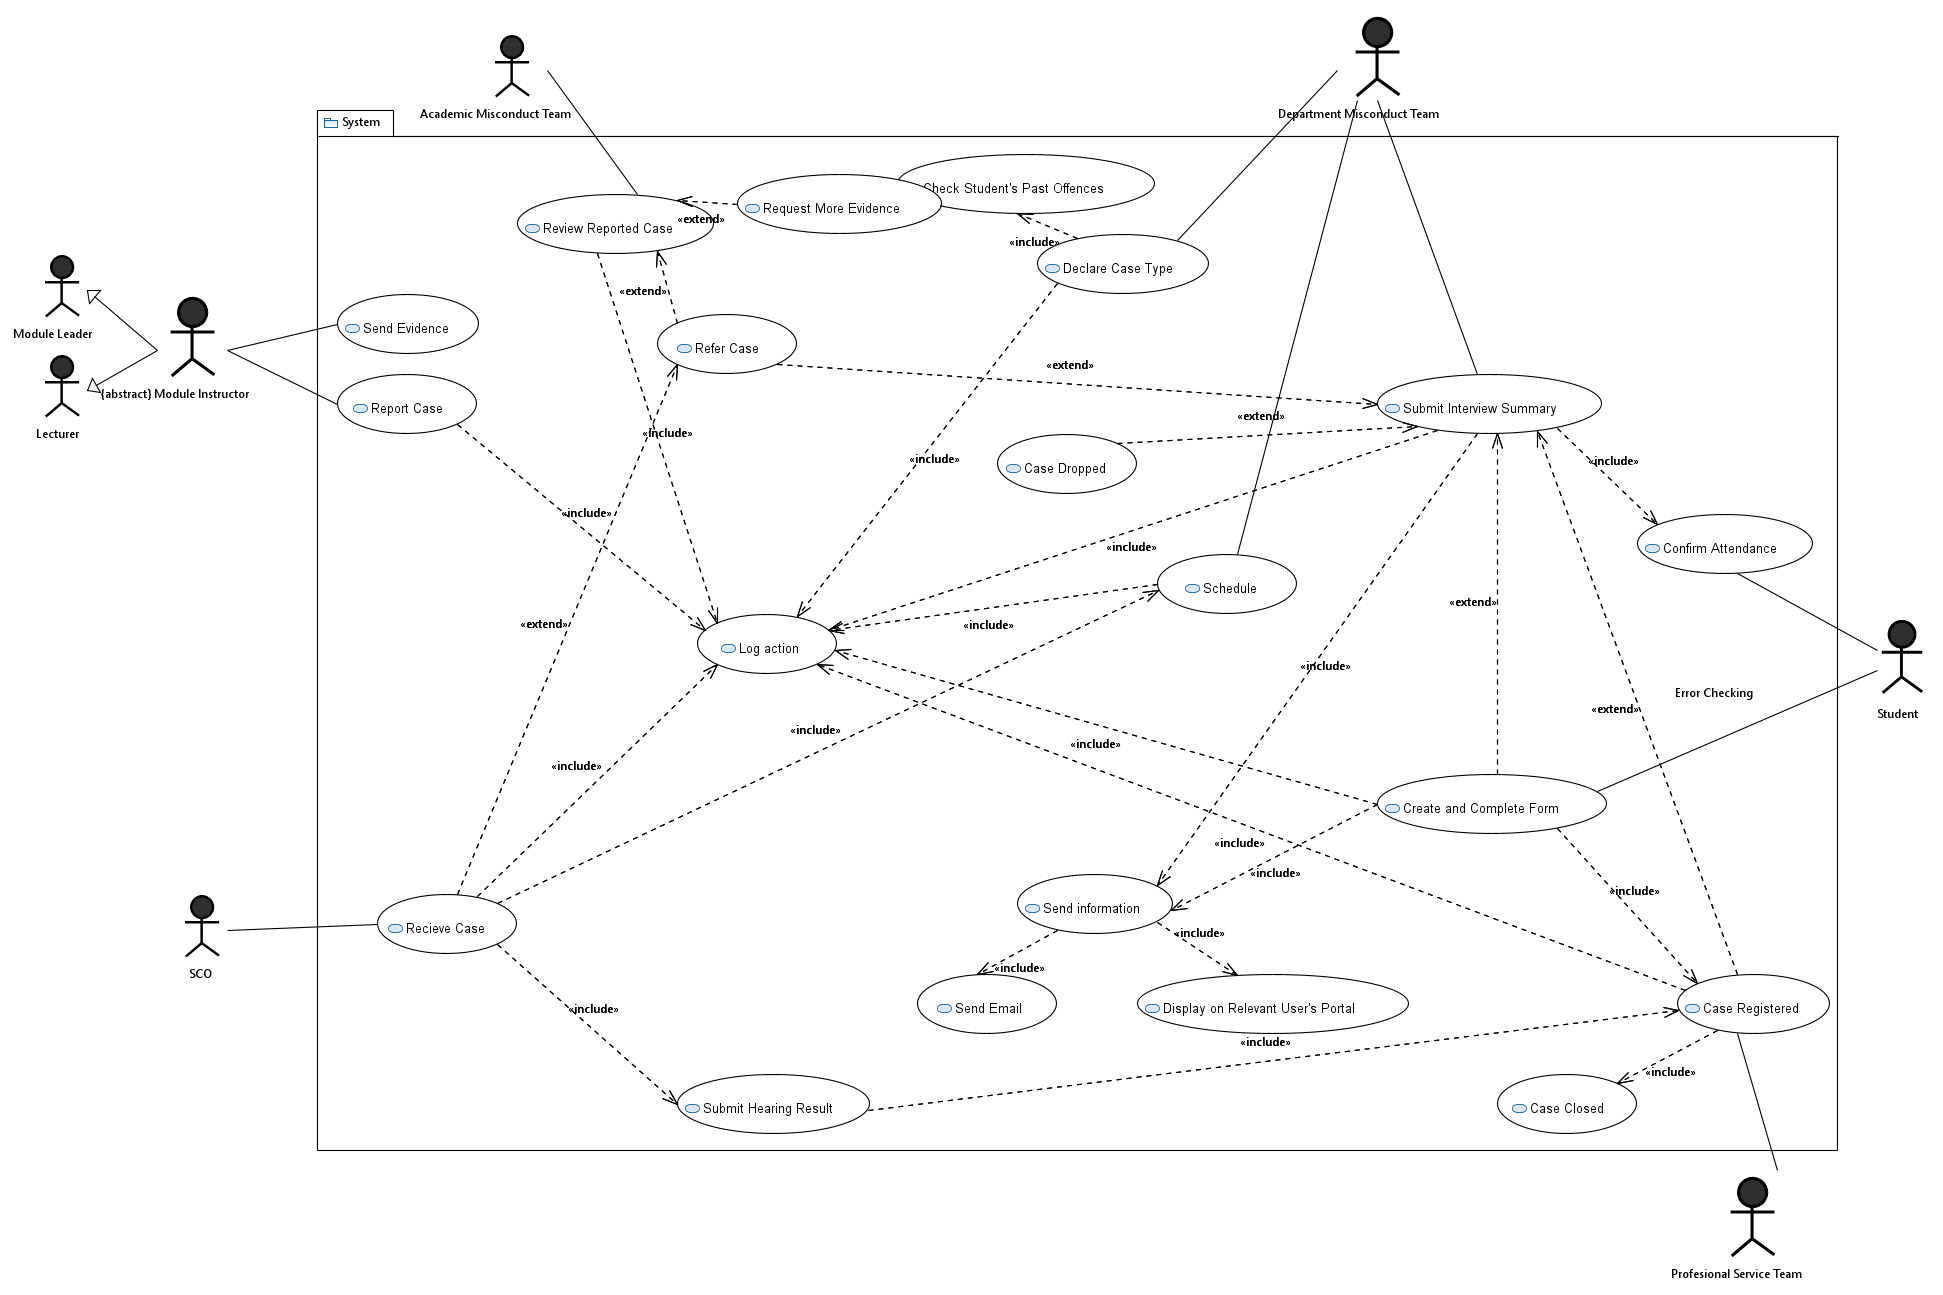 Academic Misconduct Team
Department Misconduct Team
System
Check Student's Past Offences
Request More Evidence
Review Reported Case
«extend»
«include»
Declare Case Type
«extend»
Module Leader
Send Evidence
Refer Case
«extend»
{abstract} Module Instructor
Report Case
Submit Interview Summary
«extend»
Lecturer
«include»
«include»
«include»
Case Dropped
«include»
«include»
Confirm Attendance
Schedule
«extend»
«include»
«extend»
Log action
«include»
Error Checking
«extend»
Student
«include»
«include»
«include»
Create and Complete Form
«include»
«include»
«include»
Send information
Recieve Case
«include»
«include»
SCO
«include»
Send Email
Display on Relevant User's Portal
Case Registered
«include»
«include»
Submit Hearing Result
Case Closed
Profesional Service Team